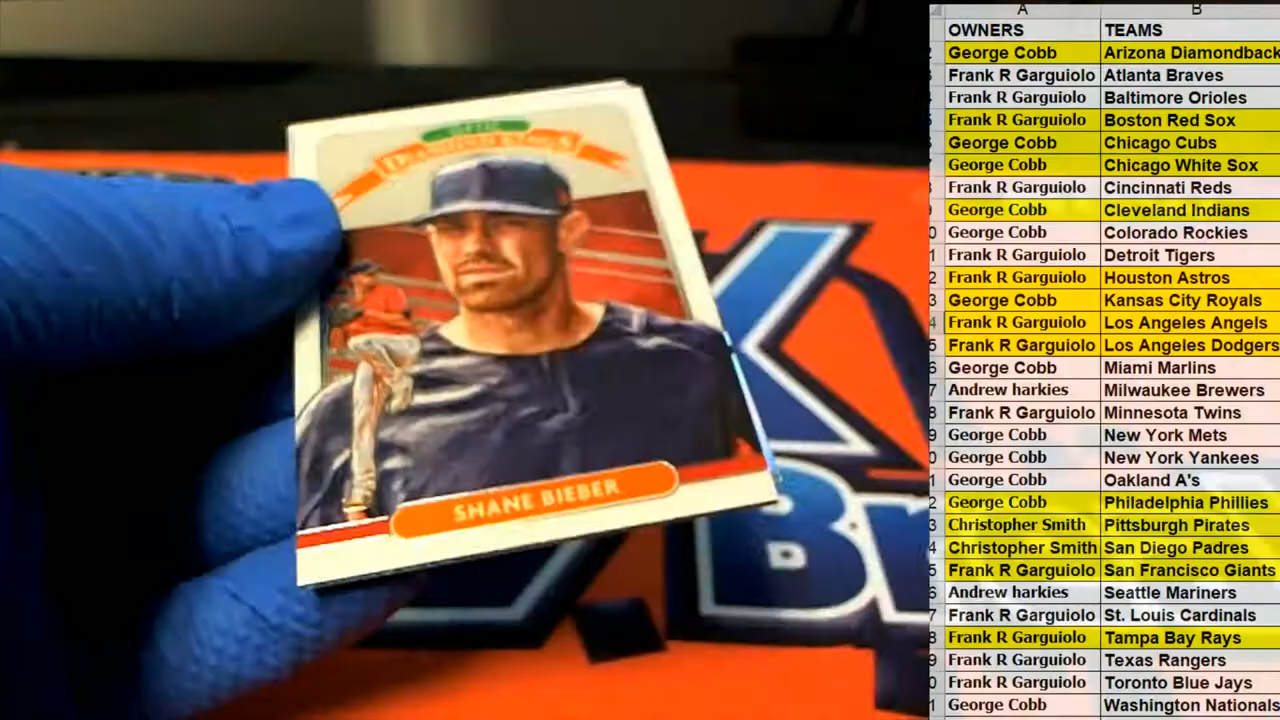 DIAMOND KINGS
SHANE BIEBER
A B
OWNERS TEAMS
George Cobb Arizona Diamondback
Frank R Garguiolo Atlanta Braves
Frank R Garguiolo Baltimore Orioles
Frank R Garguiolo Boston Red Sox
George Cobb Chicago Cubs
George Cobb Chicago White Sox
Frank R Garguiolo Cincinnati Reds
George Cobb Cleveland Indians
George Cobb Colorado Rockies
Frank R Garguiolo Detroit Tigers
Frank R Garguiolo Houston Astros
George Cobb Kansas City Royals
Frank R Garguiolo Los Angeles Angels
Frank R Garguiolo Los Angeles Dodgers
George Cobb Miami Marlins
Andrew harkies Milwaukee Brewers
Frank R Garguiolo Minnesota Twins
George Cobb New York Mets
George Cobb New York Yankees
George Cobb Oakland A's
George Cobb Philadelphia Phillies
Christopher Smith Pittsburgh Pirates
Christopher Smith San Diego Padres
Frank R Garguiolo San Francisco Giants
Andrew harkies Seattle Mariners
Frank R Garguiolo St. Louis Cardinals
Frank R Garguiolo Tampa Bay Rays
Frank R Garguiolo Texas Rangers
Frank R Garguiolo Toronto Blue Jays
George Cobb Washington Nationals